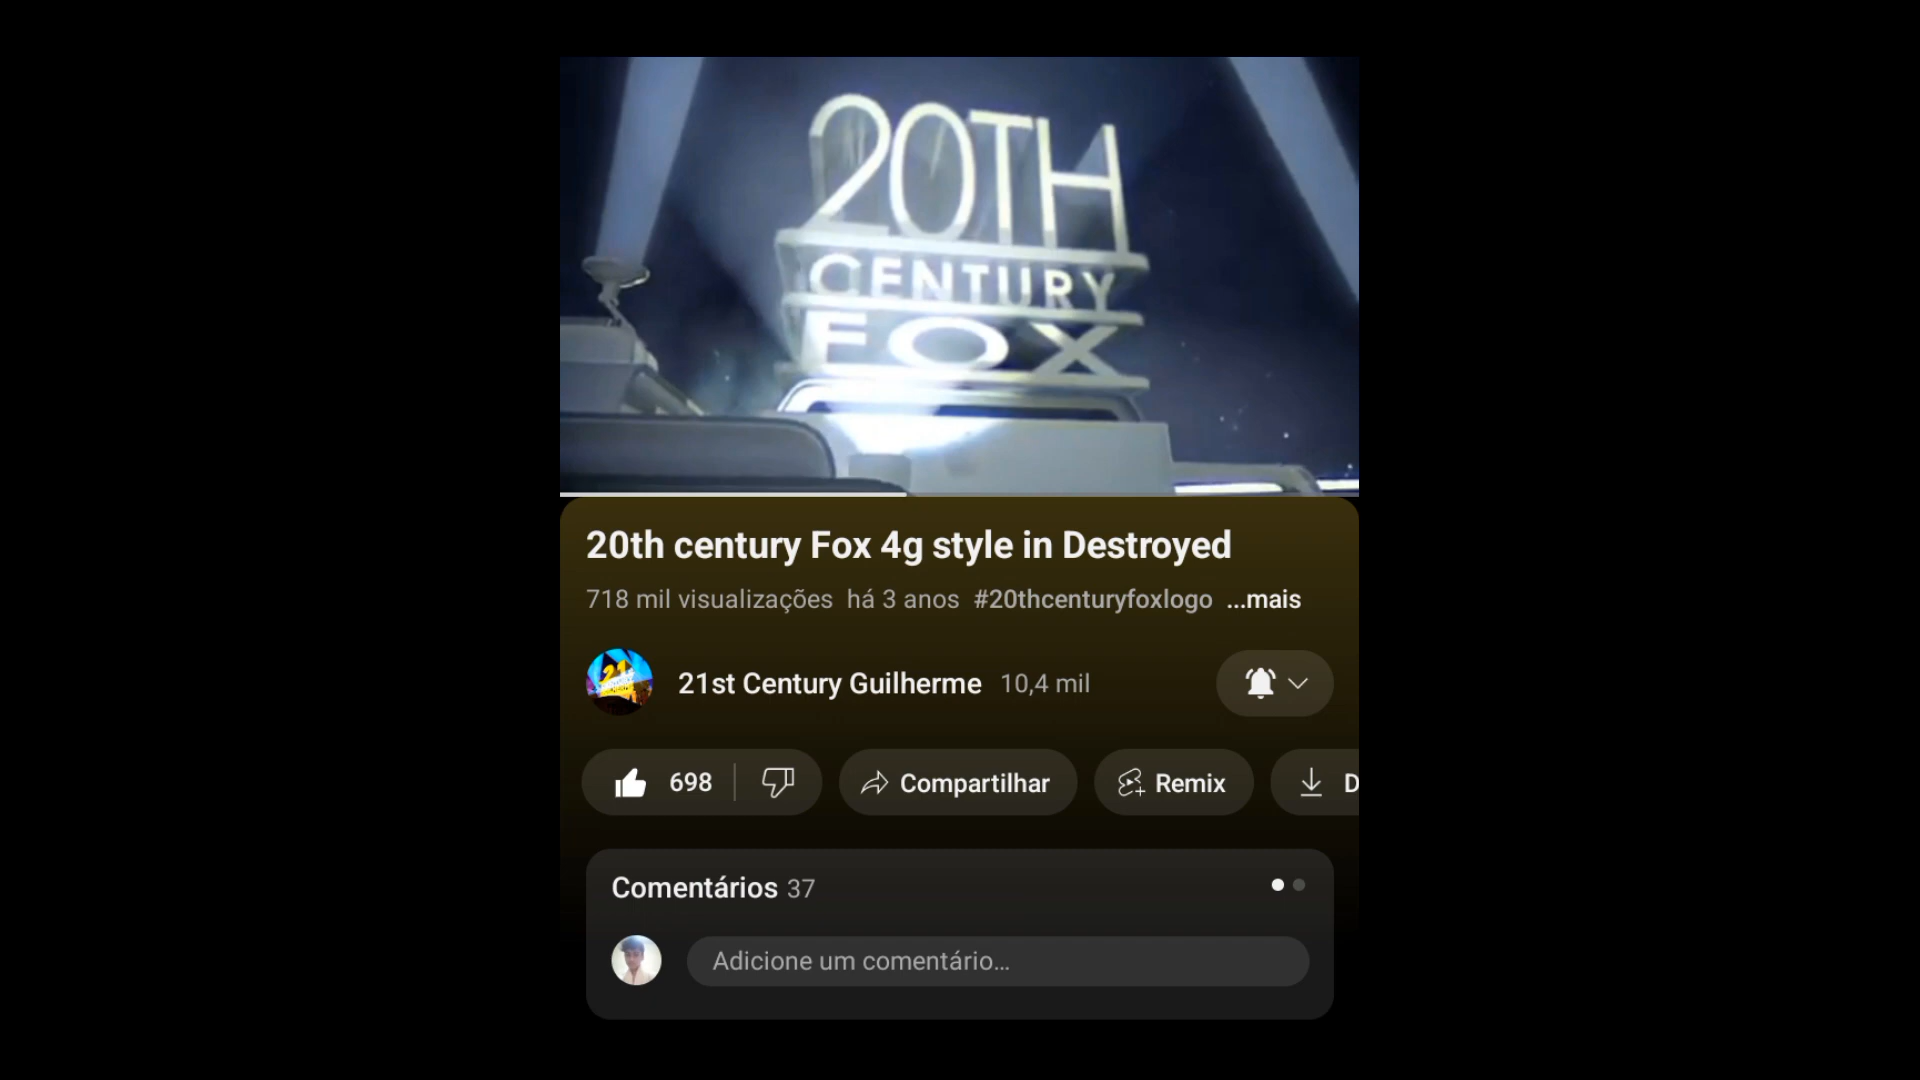 20TH
CENTURY
FOX
20th century Fox 4g style in Destroyed
718 mil visualizações há 3 anos #20thcenturyfoxlogo ...mais
21st Century Guilherme 10,4 mil
698 Compartilhar Remix D
Comentários 37
Adicione um comentário...